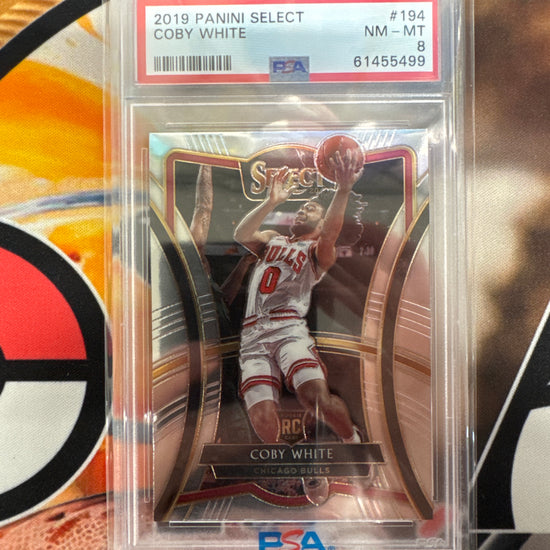 2019 PANINI SELECT #194
COBY WHITE NM-MT
8
PSA 61455499
SELECT
BULLS
0
RC
COBY WHITE
CHICAGO BULLS
PSA